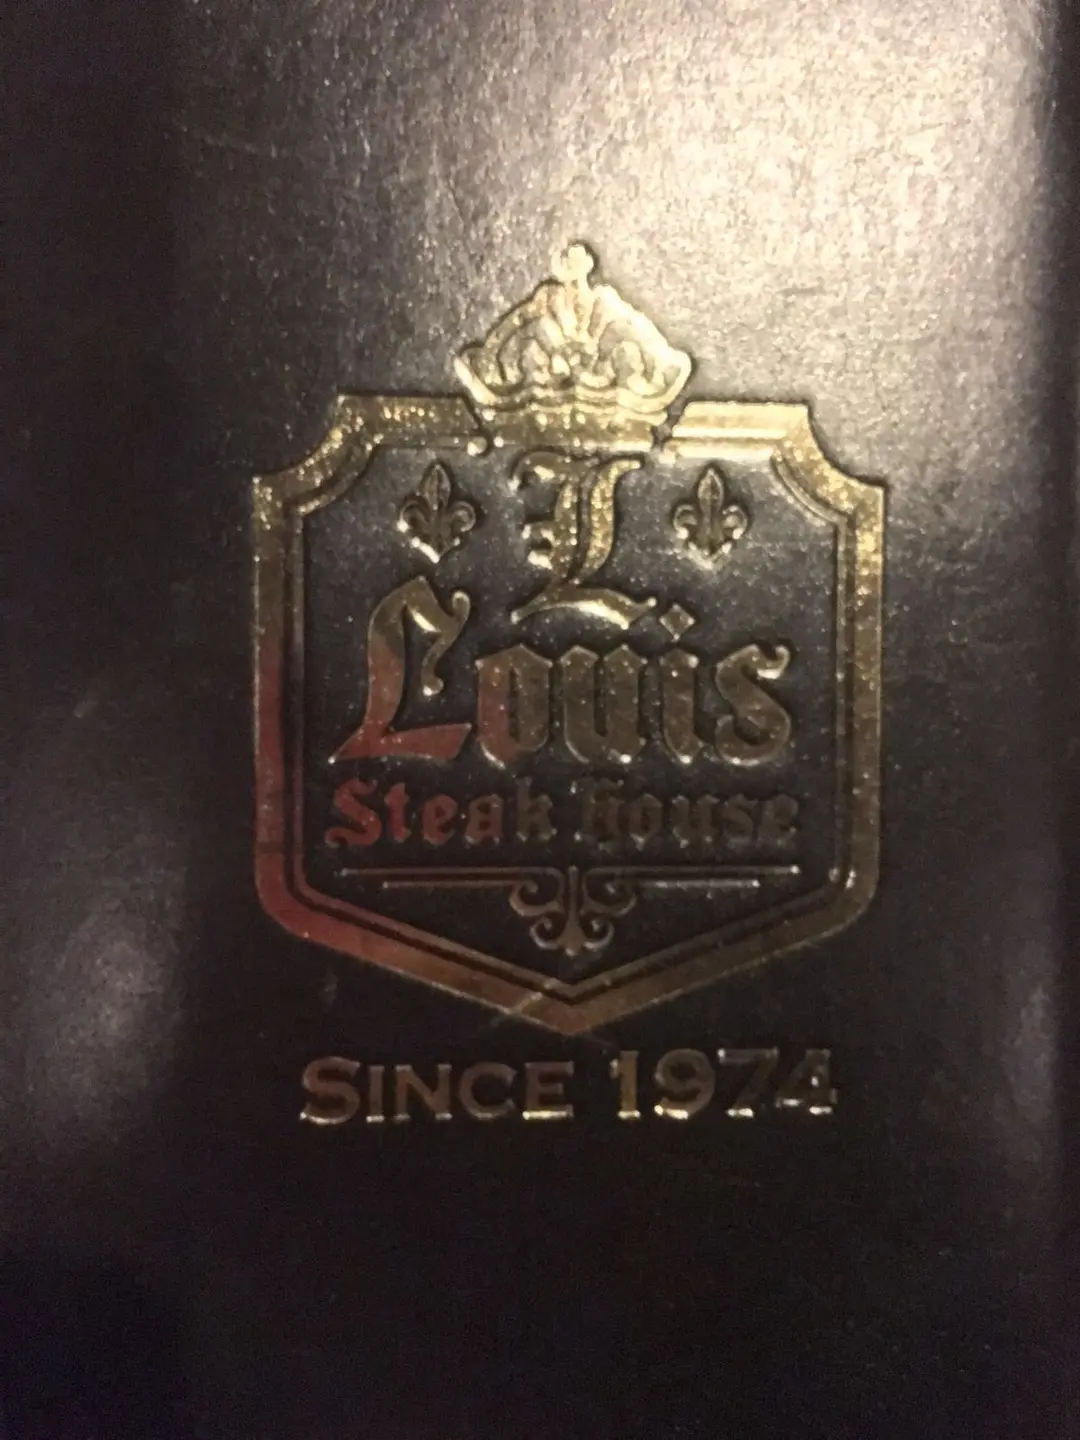 L
Louis
Steak House
SINCE 1974